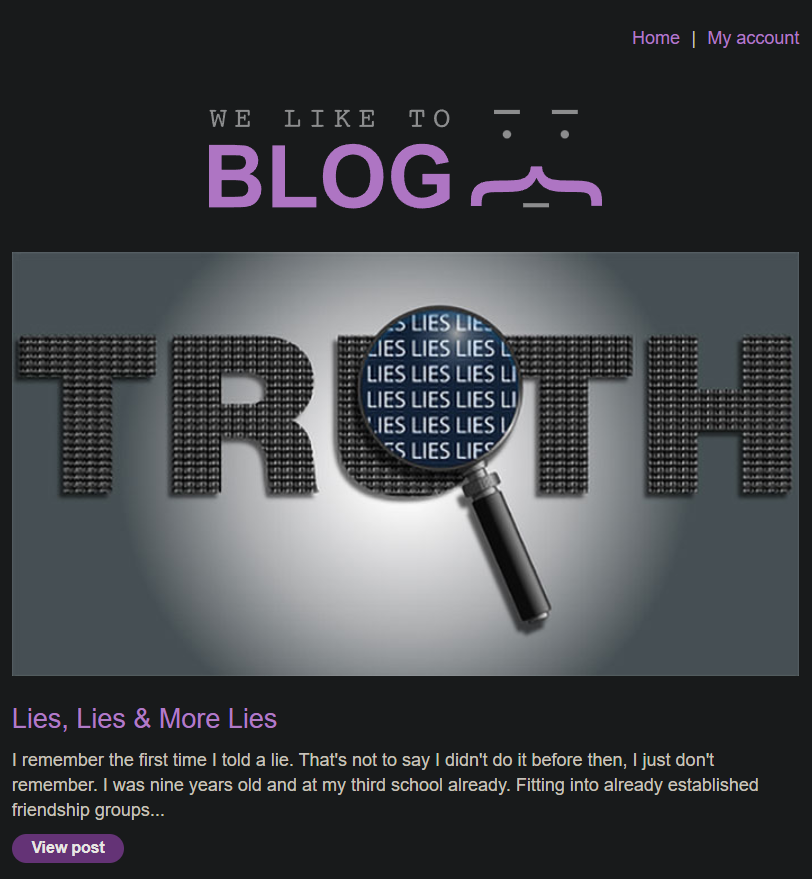 Home | My account
WE LIKE TO
BLOG
TRUTH
LIES LIES
LIES LIES LIES L
LIES LIES LIES LI
LIES LIES LIES LI
LIES LIES LIES L
ES LIES LIES
Lies, Lies & More Lies
I remember the first time I told a lie. That's not to say I didn't do it before then, I just don't
remember. I was nine years old and at my third school already. Fitting into already established
friendship groups...
View post